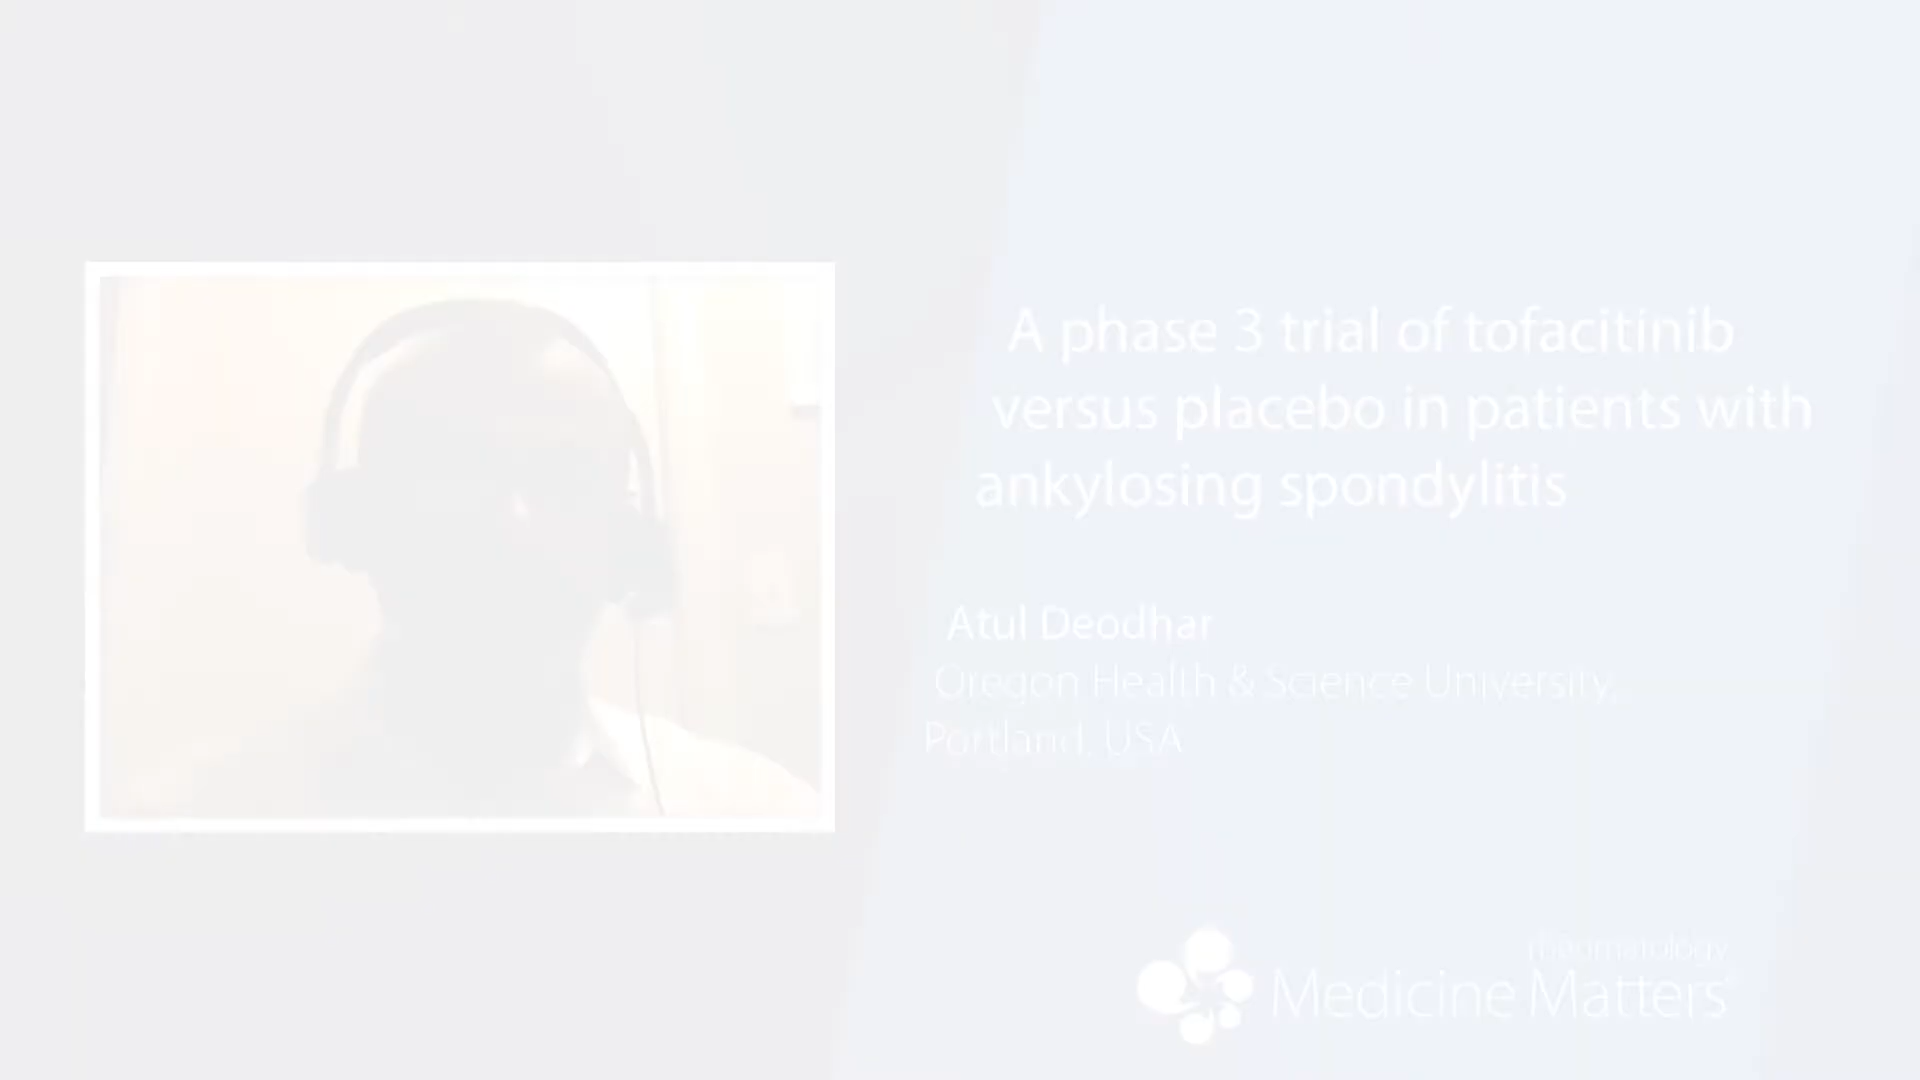 A phase 3 trial of tofacitinib
versus placebo in patients with
ankylosing spondylitis
Atul Deodhar
Oregon Health & Science University,
Portland, USA
rheumatology
Medicine Matters